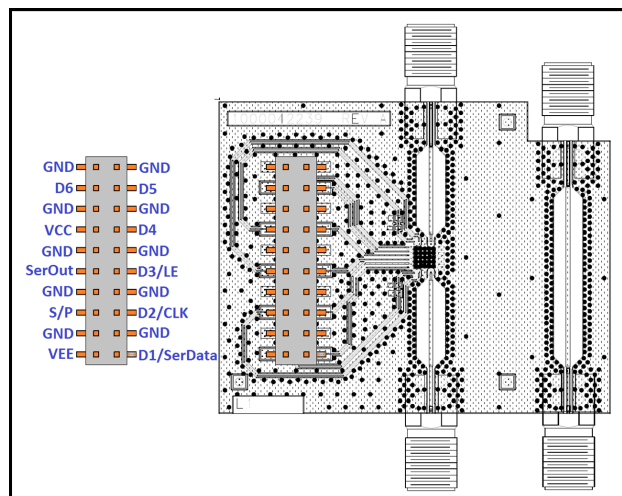 1000042239 REV A
GND GND
D6 D5
GND GND
VCC D4
GND GND
SerOut D3/LE
GND GND
S/P D2/CLK
GND GND
VEE D1/SerData